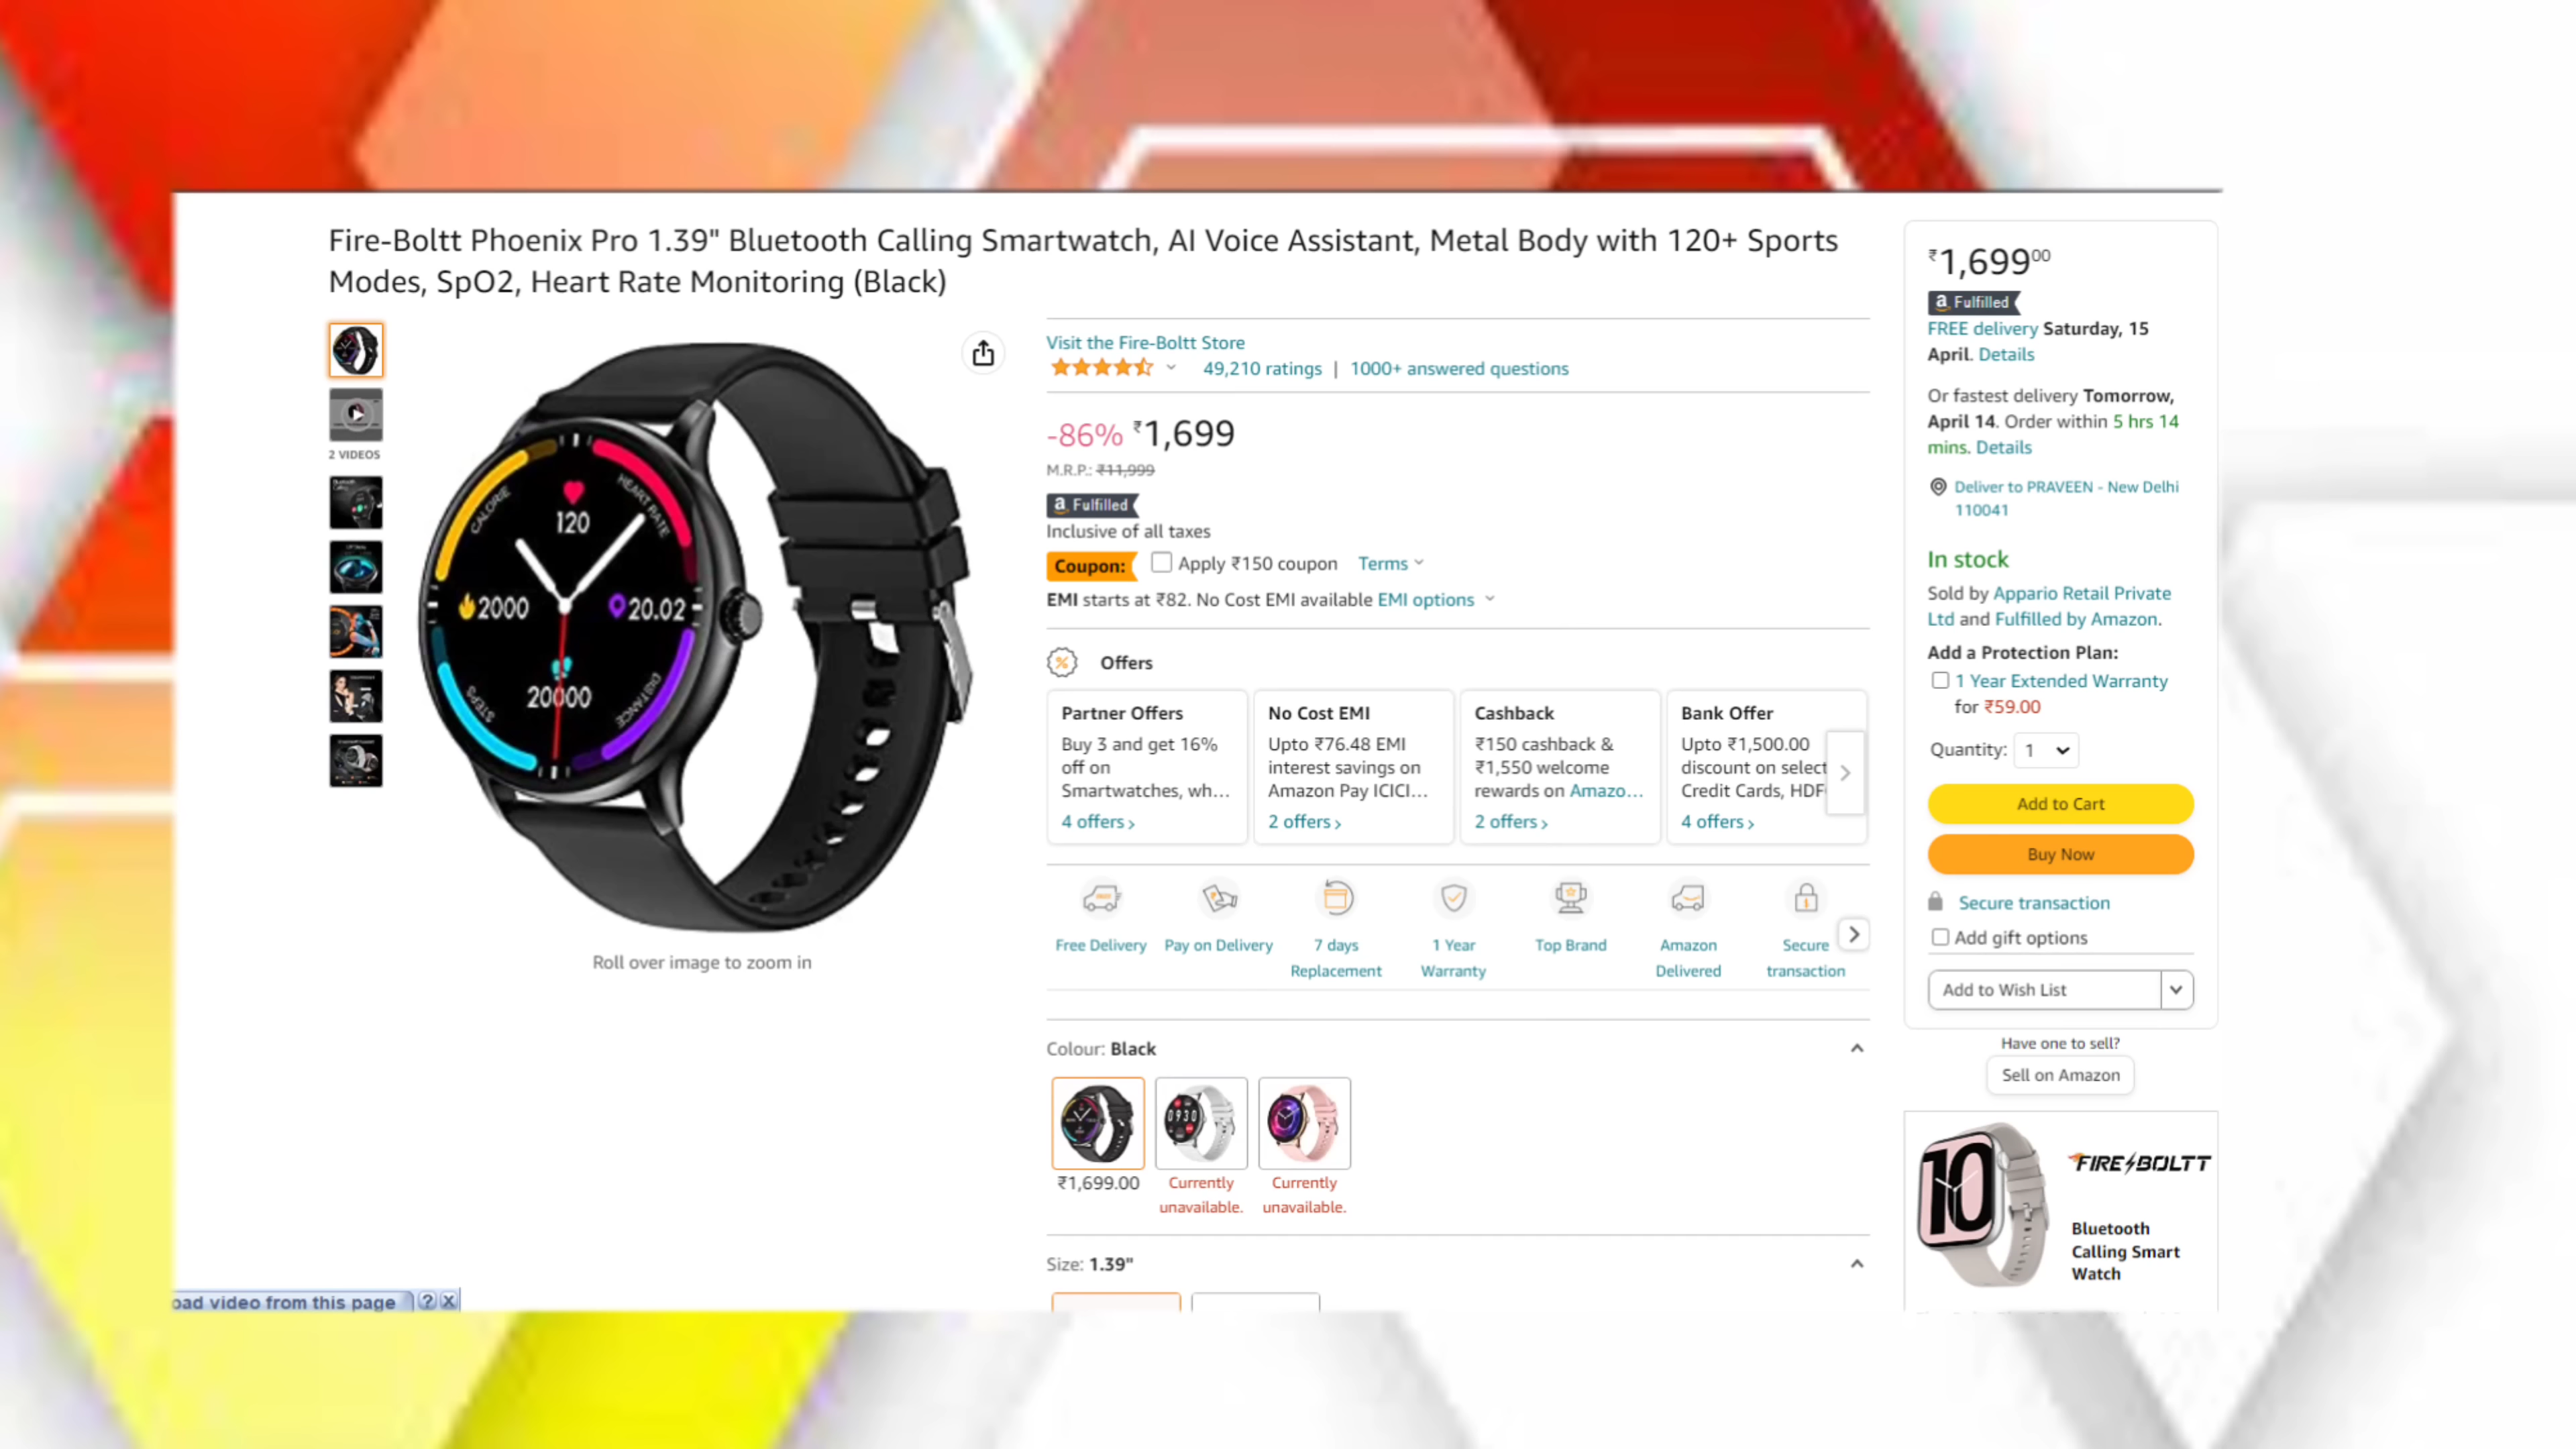 Fire-Boltt Phoenix Pro 1.39" Bluetooth Calling Smartwatch, AI Voice Assistant, Metal Body with 120+ Sports
Modes, SpO2, Heart Rate Monitoring (Black)
2 VIDEOS
CALORIE
HEART RATE
120
2000
20.02
20000
STEPS
DISTANCE
Roll over image to zoom in
Visit the Fire-Boltt Store
49,210 ratings | 1000+ answered questions
-86% ₹1,699
M.R.P.: ₹11,999
a Fulfilled
Inclusive of all taxes
Coupon: Apply ₹150 coupon Terms
EMI starts at ₹82. No Cost EMI available EMI options
Offers
Partner Offers
Buy 3 and get 16%
off on
Smartwatches, wh...
4 offers
No Cost EMI
Upto ₹76.48 EMI
interest savings on
Amazon Pay ICICI...
2 offers
Cashback
₹150 cashback &
₹1,550 welcome
rewards on Amazo...
2 offers
Bank Offer
Upto ₹1,500.00
discount on select
Credit Cards, HDF
4 offers
Free Delivery
Pay on Delivery
7 days
Replacement
1 Year
Warranty
Top Brand
Amazon
Delivered
Secure
transaction
Colour: Black
₹1,699.00
0930
Currently
unavailable.
Currently
unavailable.
Size: 1.39"
₹1,699.00
a Fulfilled
FREE delivery Saturday, 15
April. Details
Or fastest delivery Tomorrow,
April 14. Order within 5 hrs 14
mins. Details
Deliver to PRAVEEN - New Delhi
110041
In stock
Sold by Appario Retail Private
Ltd and Fulfilled by Amazon.
Add a Protection Plan:
1 Year Extended Warranty
for ₹59.00
Quantity: 1
Add to Cart
Buy Now
Secure transaction
Add gift options
Add to Wish List
Have one to sell?
Sell on Amazon
10
FIRE BOLTT
Bluetooth
Calling Smart
Watch
oad video from this page ? X